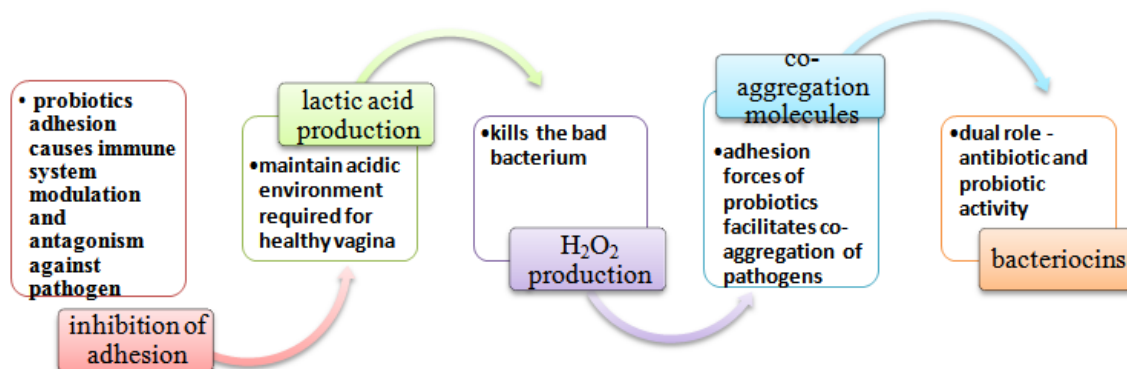 • probiotics
adhesion
causes immune
system
modulation
and
antagonism
against
pathogen
inhibition of
adhesion
lactic acid
production
•maintain acidic
environment
required for
healthy vagina
•kills the bad
bacterium
H₂O₂
production
co-
aggregation
molecules
•adhesion
forces of
probiotics
facilitates co-
aggregation of
pathogens
•dual role -
antibiotic and
probiotic
activity
bacteriocins